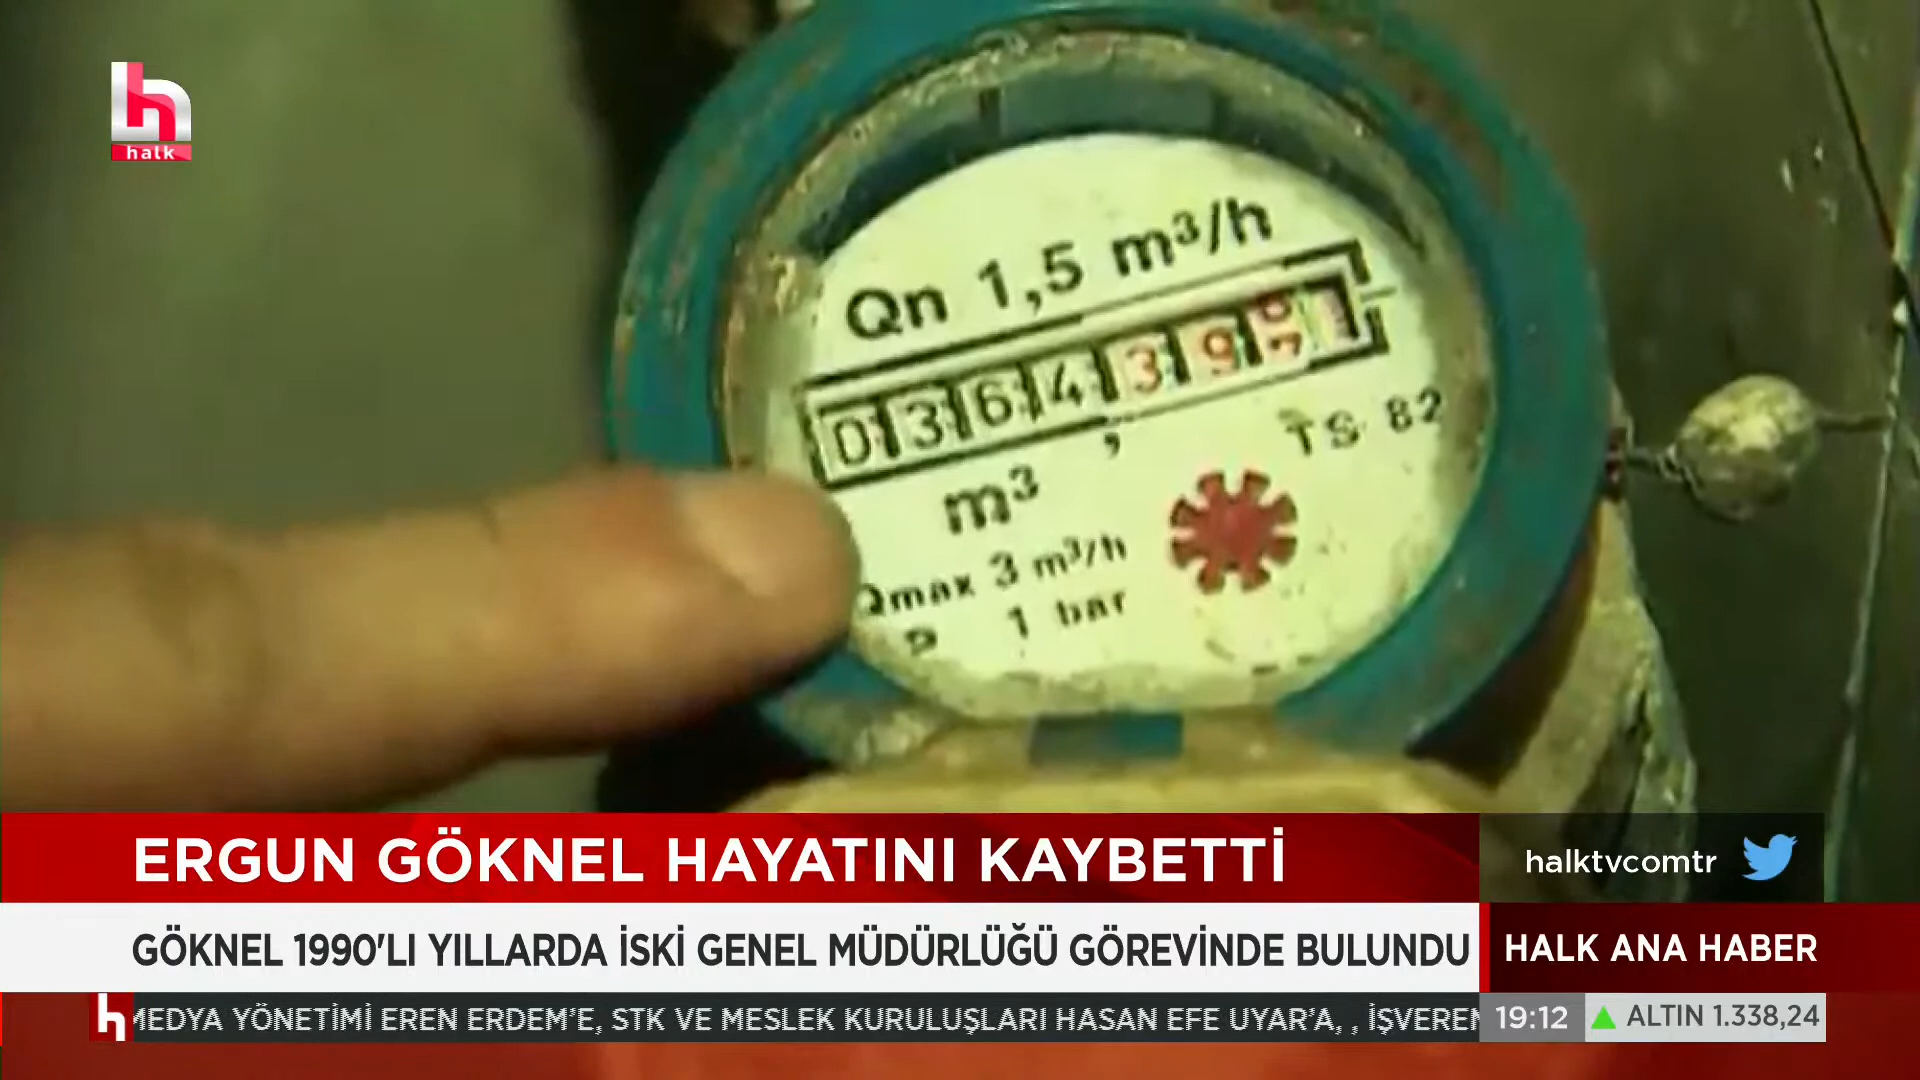 halk
Qn 1,5 m³/h
m³
,
TS 82
Qmax 3 m³/h
1 bar
ERGUN GÖKNEL HAYATINI KAYBETTİ
halktvcomtr
GÖKNEL 1990'LI YILLARDA İSKİ GENEL MÜDÜRLÜĞÜ GÖREVİNDE BULUNDU
HALK ANA HABER
MEDYA YÖNETİMİ EREN ERDEM'E, STK VE MESLEK KURULUŞLARI HASAN EFE UYAR'A, , İŞVEREN
19:12
ALTIN 1.338,24